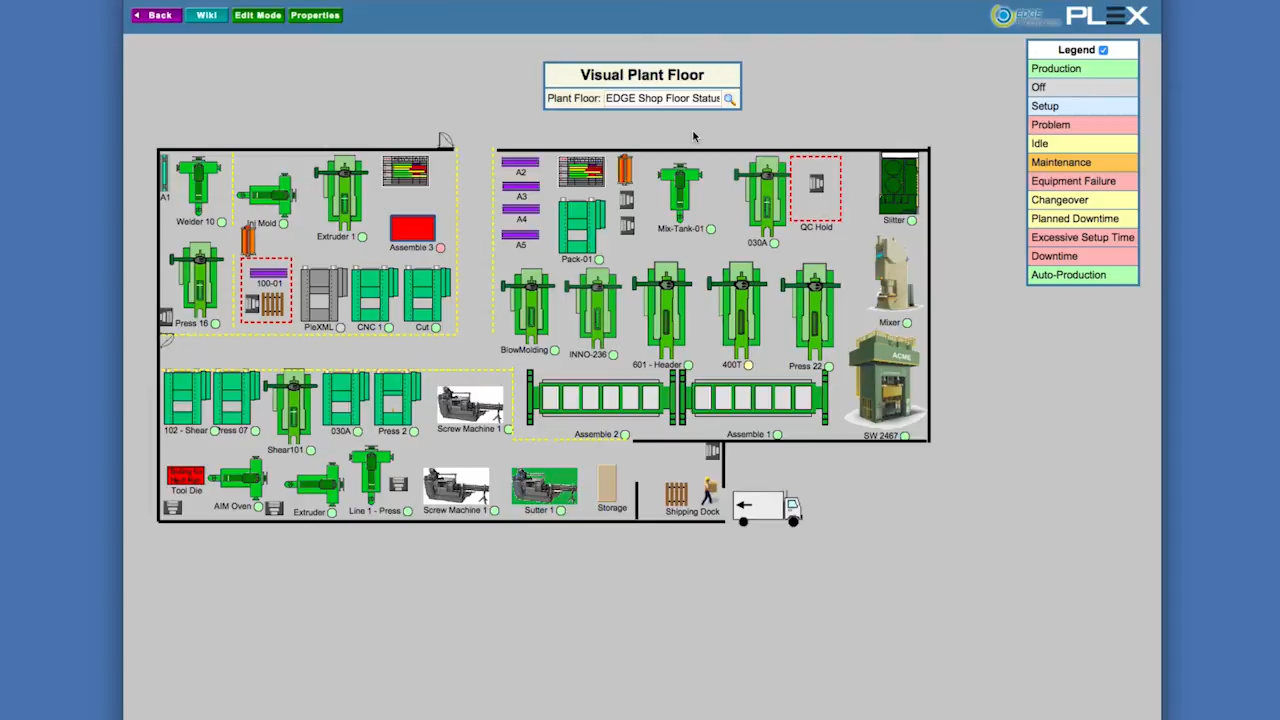 Back Wiki Edit Mode Properties
EDGE PLEX
Visual Plant Floor
Plant Floor: EDGE Shop Floor Status
Legend
Production
Off
Setup
Problem
Idle
Maintenance
Equipment Failure
Changeover
Planned Downtime
Excessive Setup Time
Downtime
Auto-Production
A1
Welder 10
Inj Mold
Extruder 1
Assemble 3
Press 16
100-01
PleXML
CNC 1
Cut
A2
A3
A4
A5
Pack-01
Mix-Tank-01
030A
QC Hold
Slitter
BlowMolding
INNO-236
601 - Header
400T
Press 22
Mixer
ACME
SW 2467
102 - Shear
Press 07
Shear101
030A
Press 2
Screw Machine 1
Assemble 2
Assemble 1
Tool Die
AIM Oven
Extruder
Line 1 - Press
Screw Machine 1
Sutter 1
Storage
Shipping Dock